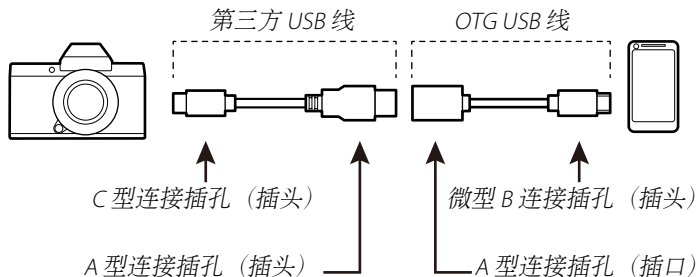 第三方 USB 线
OTG USB 线
C 型连接插孔（插头）
微型 B 连接插孔（插头）
A 型连接插孔（插头）
A 型连接插孔（插口）